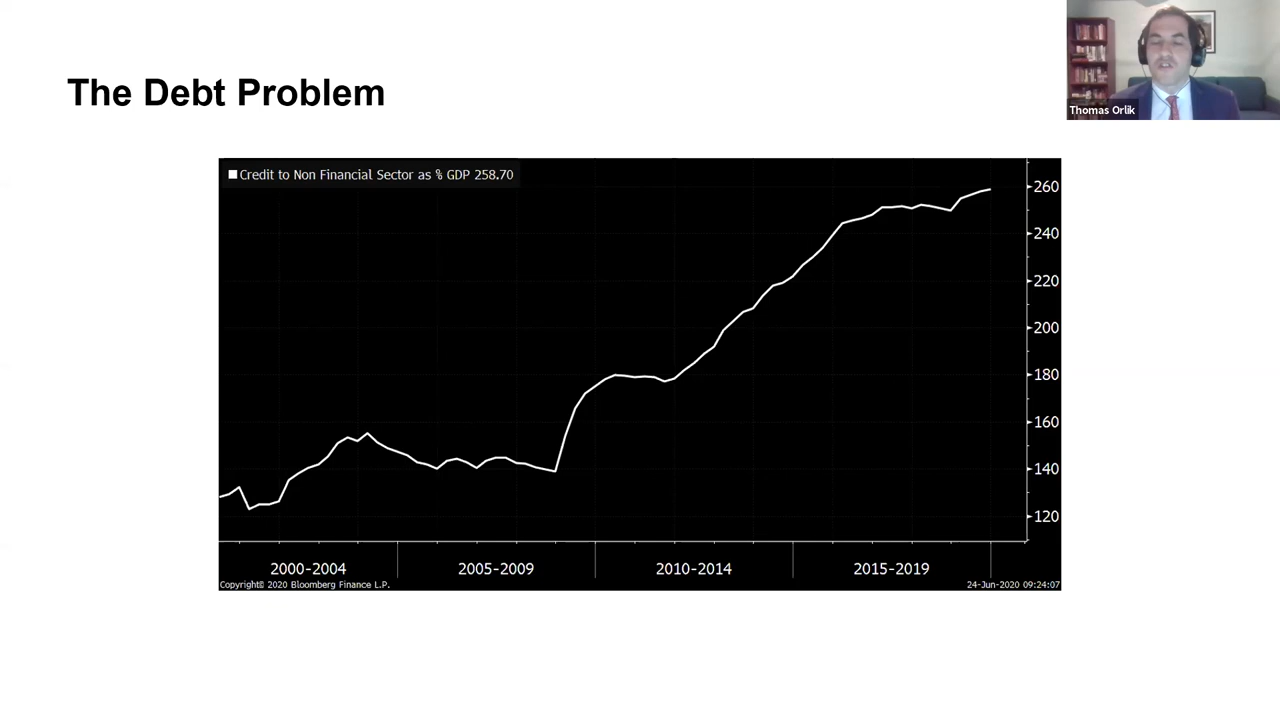 The Debt Problem
Thomas Orlik
Credit to Non Financial Sector as % GDP 258.70
260
240
220
200
180
160
140
120
2000-2004 2005-2009 2010-2014 2015-2019
Copyright© 2020 Bloomberg Finance L.P. 24-Jun-2020 09:24:07